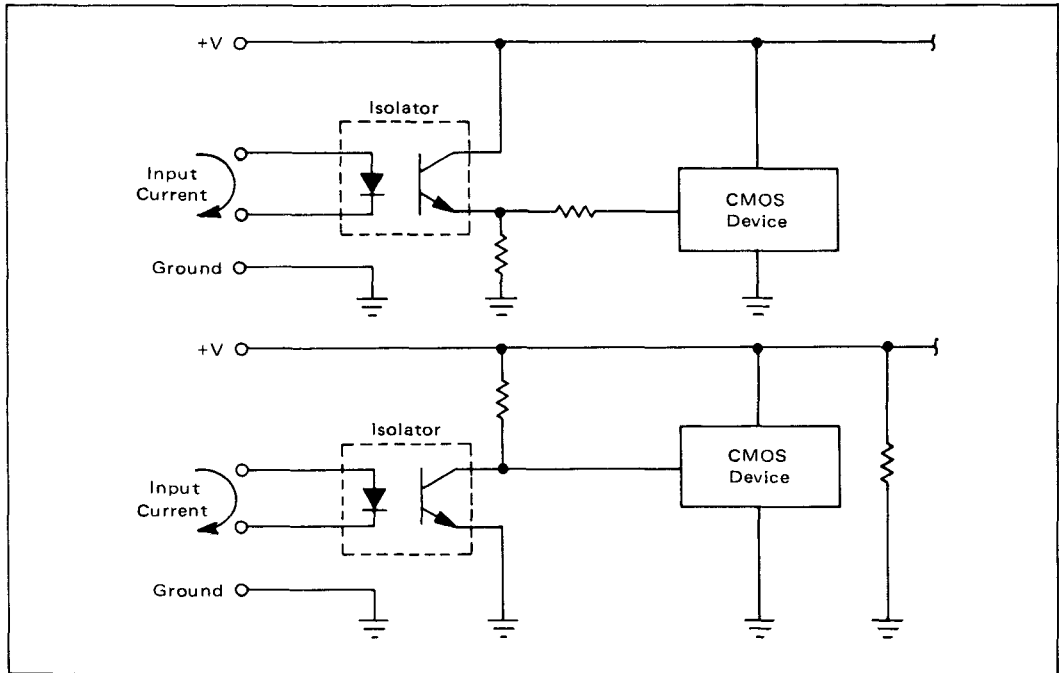 +V
Isolator
Input
Current
CMOS
Device
Ground
+V
Isolator
Input
Current
CMOS
Device
Ground